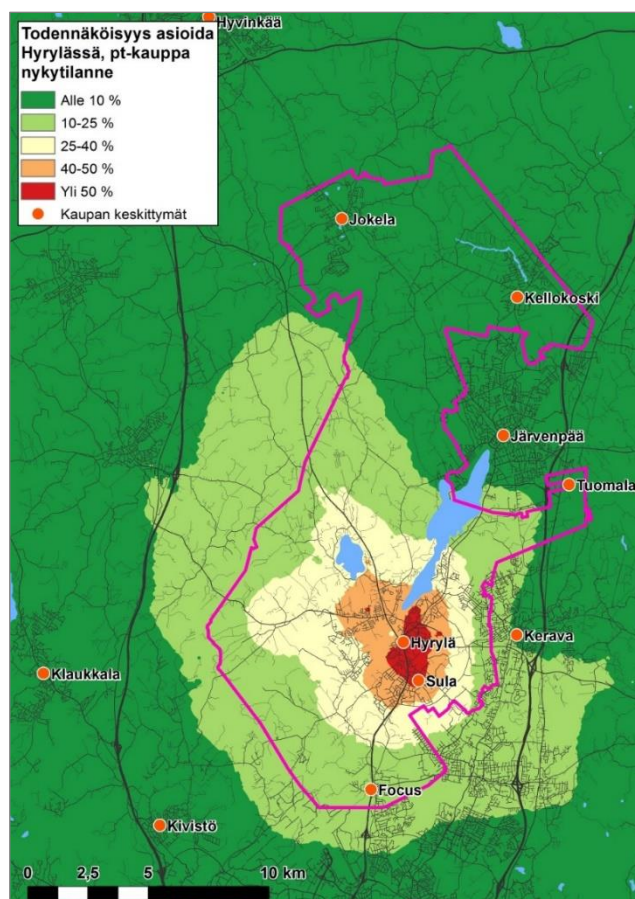 Todennäköisyys asioida
Hyrylässä, pt-kauppa
nykytilanne
Alle 10 %
10-25 %
25-40 %
40-50 %
Yli 50 %
Kaupan keskittymät
Hyvinkää
Jokela
Kellokoski
Järvenpää
Tuomala
Hyrylä
Kerava
Klaukkala
Sula
Focus
Kivistö
0 2,5 5 10 km